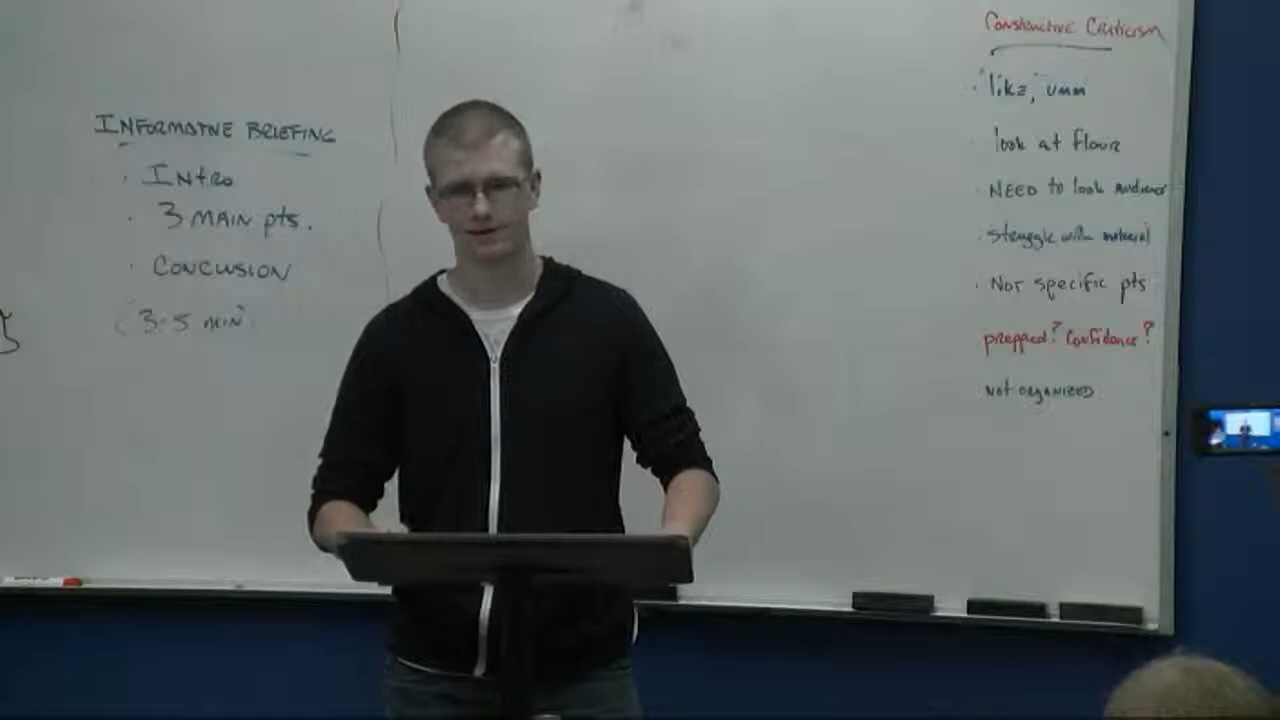 INFORMATIVE BRIEFING
· INTRO
· 3 MAIN pts.
· CONCLUSION
(3-5 MIN)
Constructive Criticism
· "like, umm
· look at flour
· NEED to look audience
· struggle with material
· Not specific pts
prepped? Confidence?
not ORGANIZED